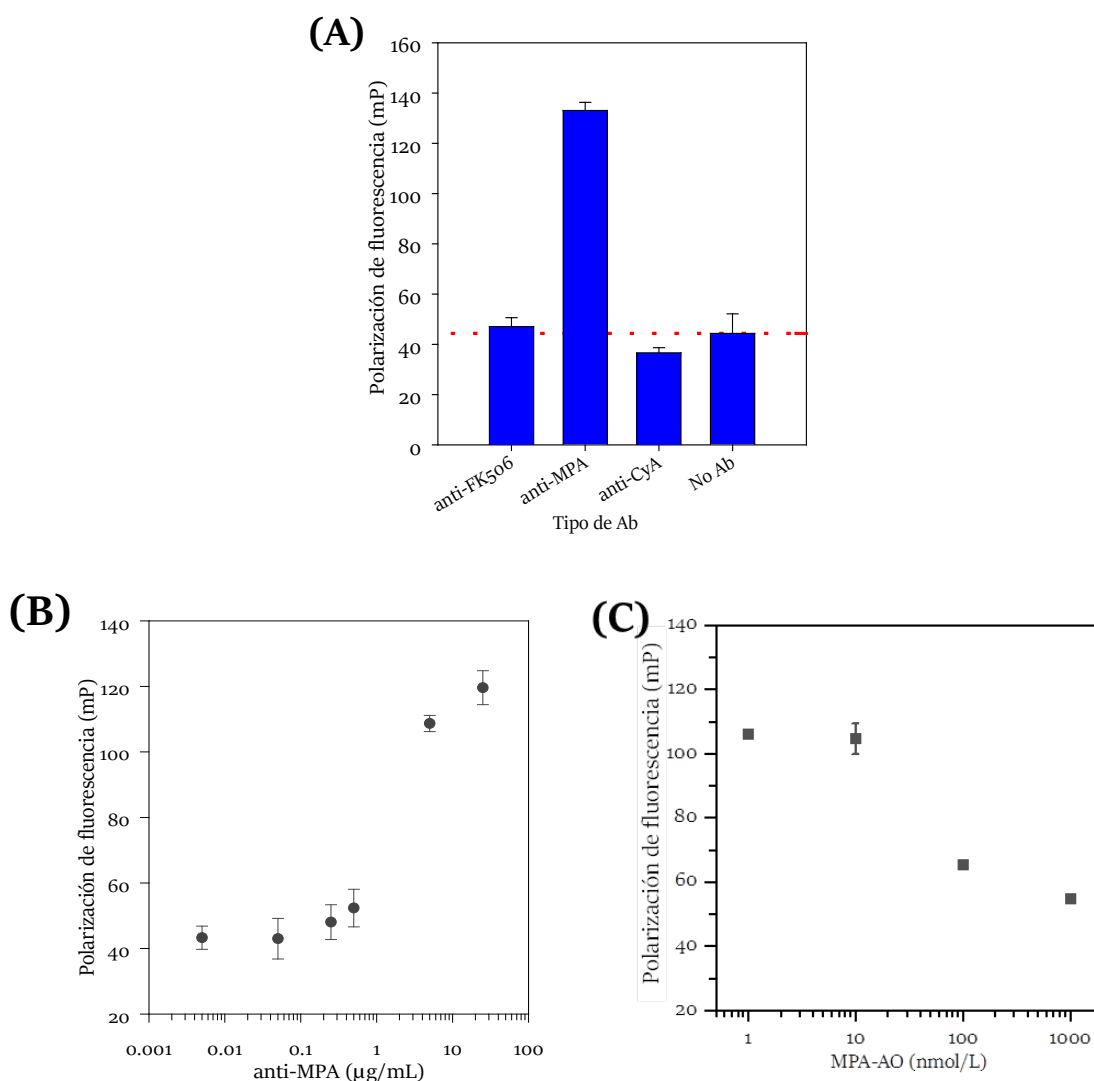 (A)
Polarización de fluorescencia (mP)
160
140
120
100
80
60
40
20
0
anti-FK506
anti-MPA
anti-CyA
No Ab
Tipo de Ab
(B)
Polarización de fluorescencia (mP)
140
120
100
80
60
40
20
0.001 0.01 0.1 1 10 100
anti-MPA (μg/mL)
(C)
Polarización de fluorescencia (mP)
140
120
100
80
60
40
20
1 10 100 1000
MPA-AO (nmol/L)